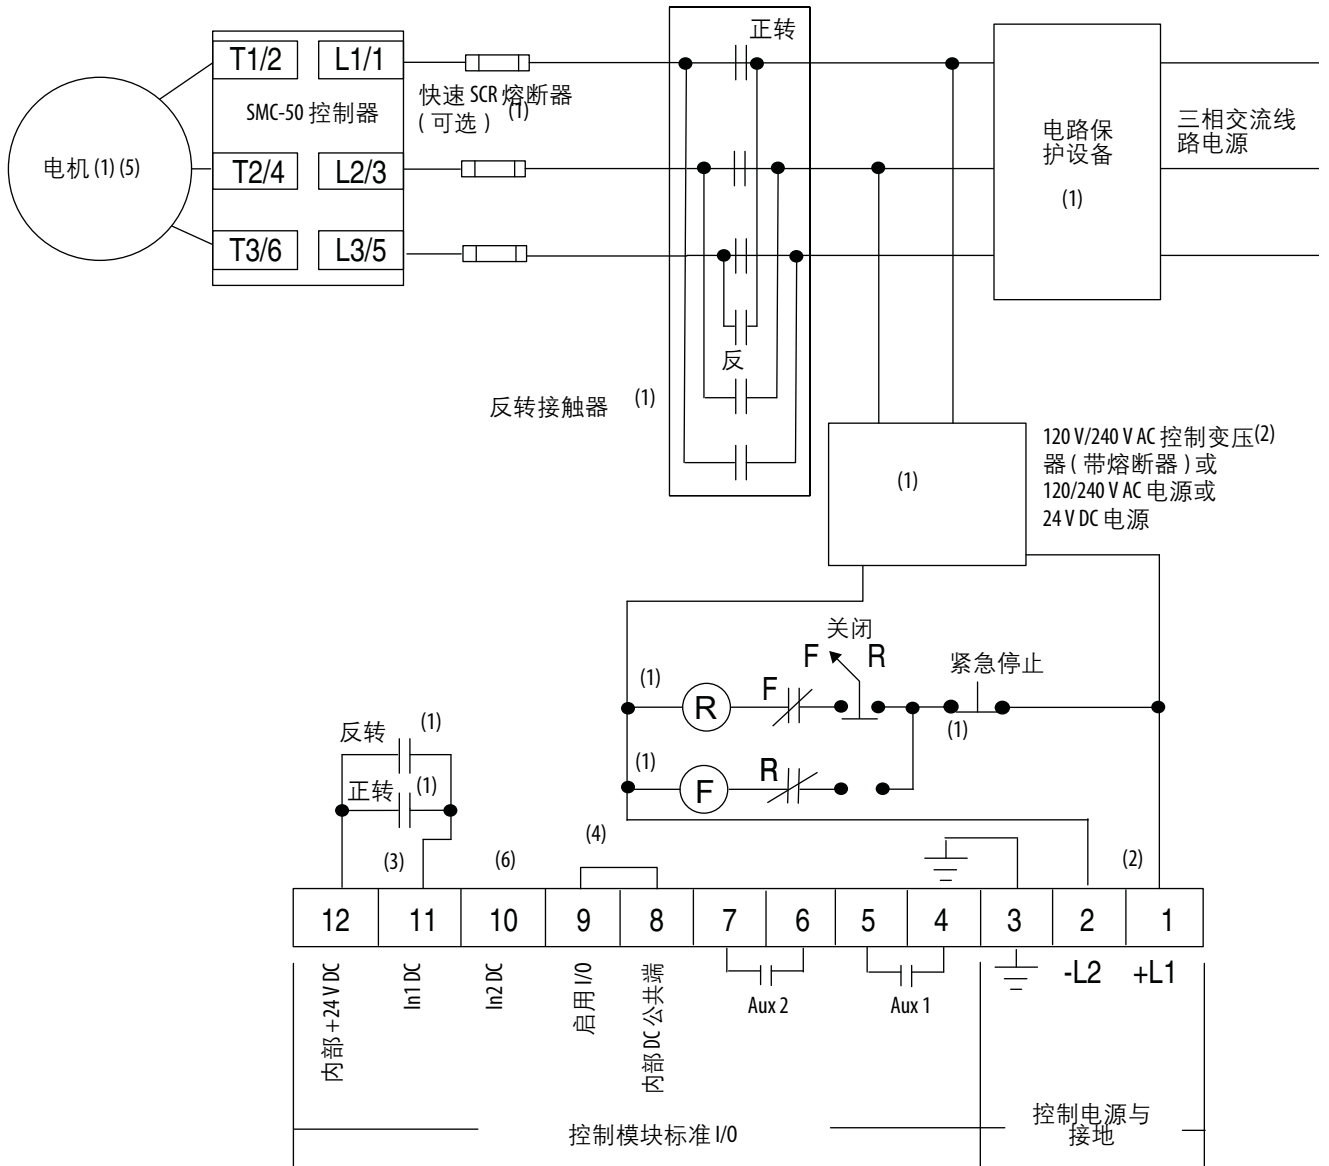 正转
T1/2
L1/1
SMC-50 控制器
快速 SCR 熔断器
( 可选 )
(1)
电机 (1) (5)
T2/4
L2/3
T3/6
L3/5
电路保
护设备
(1)
三相交流线
路电源
反
反转接触器
(1)
(1)
120 V/240 V AC 控制变压(2)
器 ( 带熔断器 ) 或
120/240 V AC 电源或
24 V DC 电源
关闭
F
R
紧急停止
(1)
R
F
(1)
(1)
F
R
反转
(1)
正转
(1)
(3)
(6)
(4)
(2)
12
11
10
9
8
7
6
5
4
3
2
1
内部 +24 V DC
In1 DC
In2 DC
启用 I/O
内部 DC 公共端
Aux 2
Aux 1
-L2
+L1
控制模块标准 I/O
控制电源与
接地